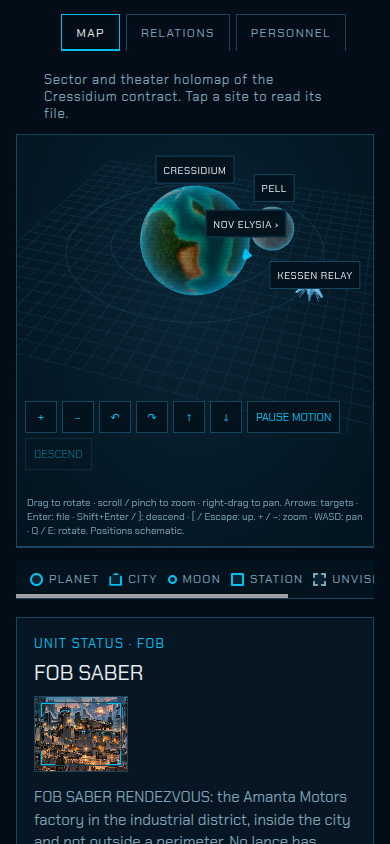 MAP
RELATIONS
PERSONNEL
Sector and theater holomap of the
Cressidium contract. Tap a site to read its
file.
CRESSIDIUM
PELL
NOV ELYSIA ›
KESSEN RELAY
+
−
↶
↷
↑
↓
PAUSE MOTION
DESCEND
Drag to rotate · scroll / pinch to zoom · right-drag to pan. Arrows: targets ·
Enter: file · Shift+Enter / ]: descend · [ / Escape: up. + / −: zoom · WASD: pan
· Q / E: rotate. Positions schematic.
PLANET
CITY
MOON
STATION
UNVIS
UNIT STATUS · FOB
FOB SABER
FOB SABER RENDEZVOUS: the Amanta Motors
factory in the industrial district, inside the city
and not outside a perimeter. No lance has